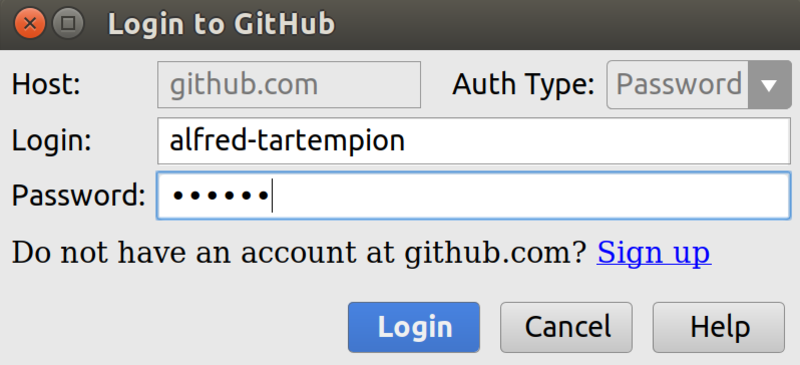 Login to GitHub
Host: github.com Auth Type: Password
Login: alfred-tartempion
Password: ••••••
Do not have an account at github.com? Sign up
Login Cancel Help